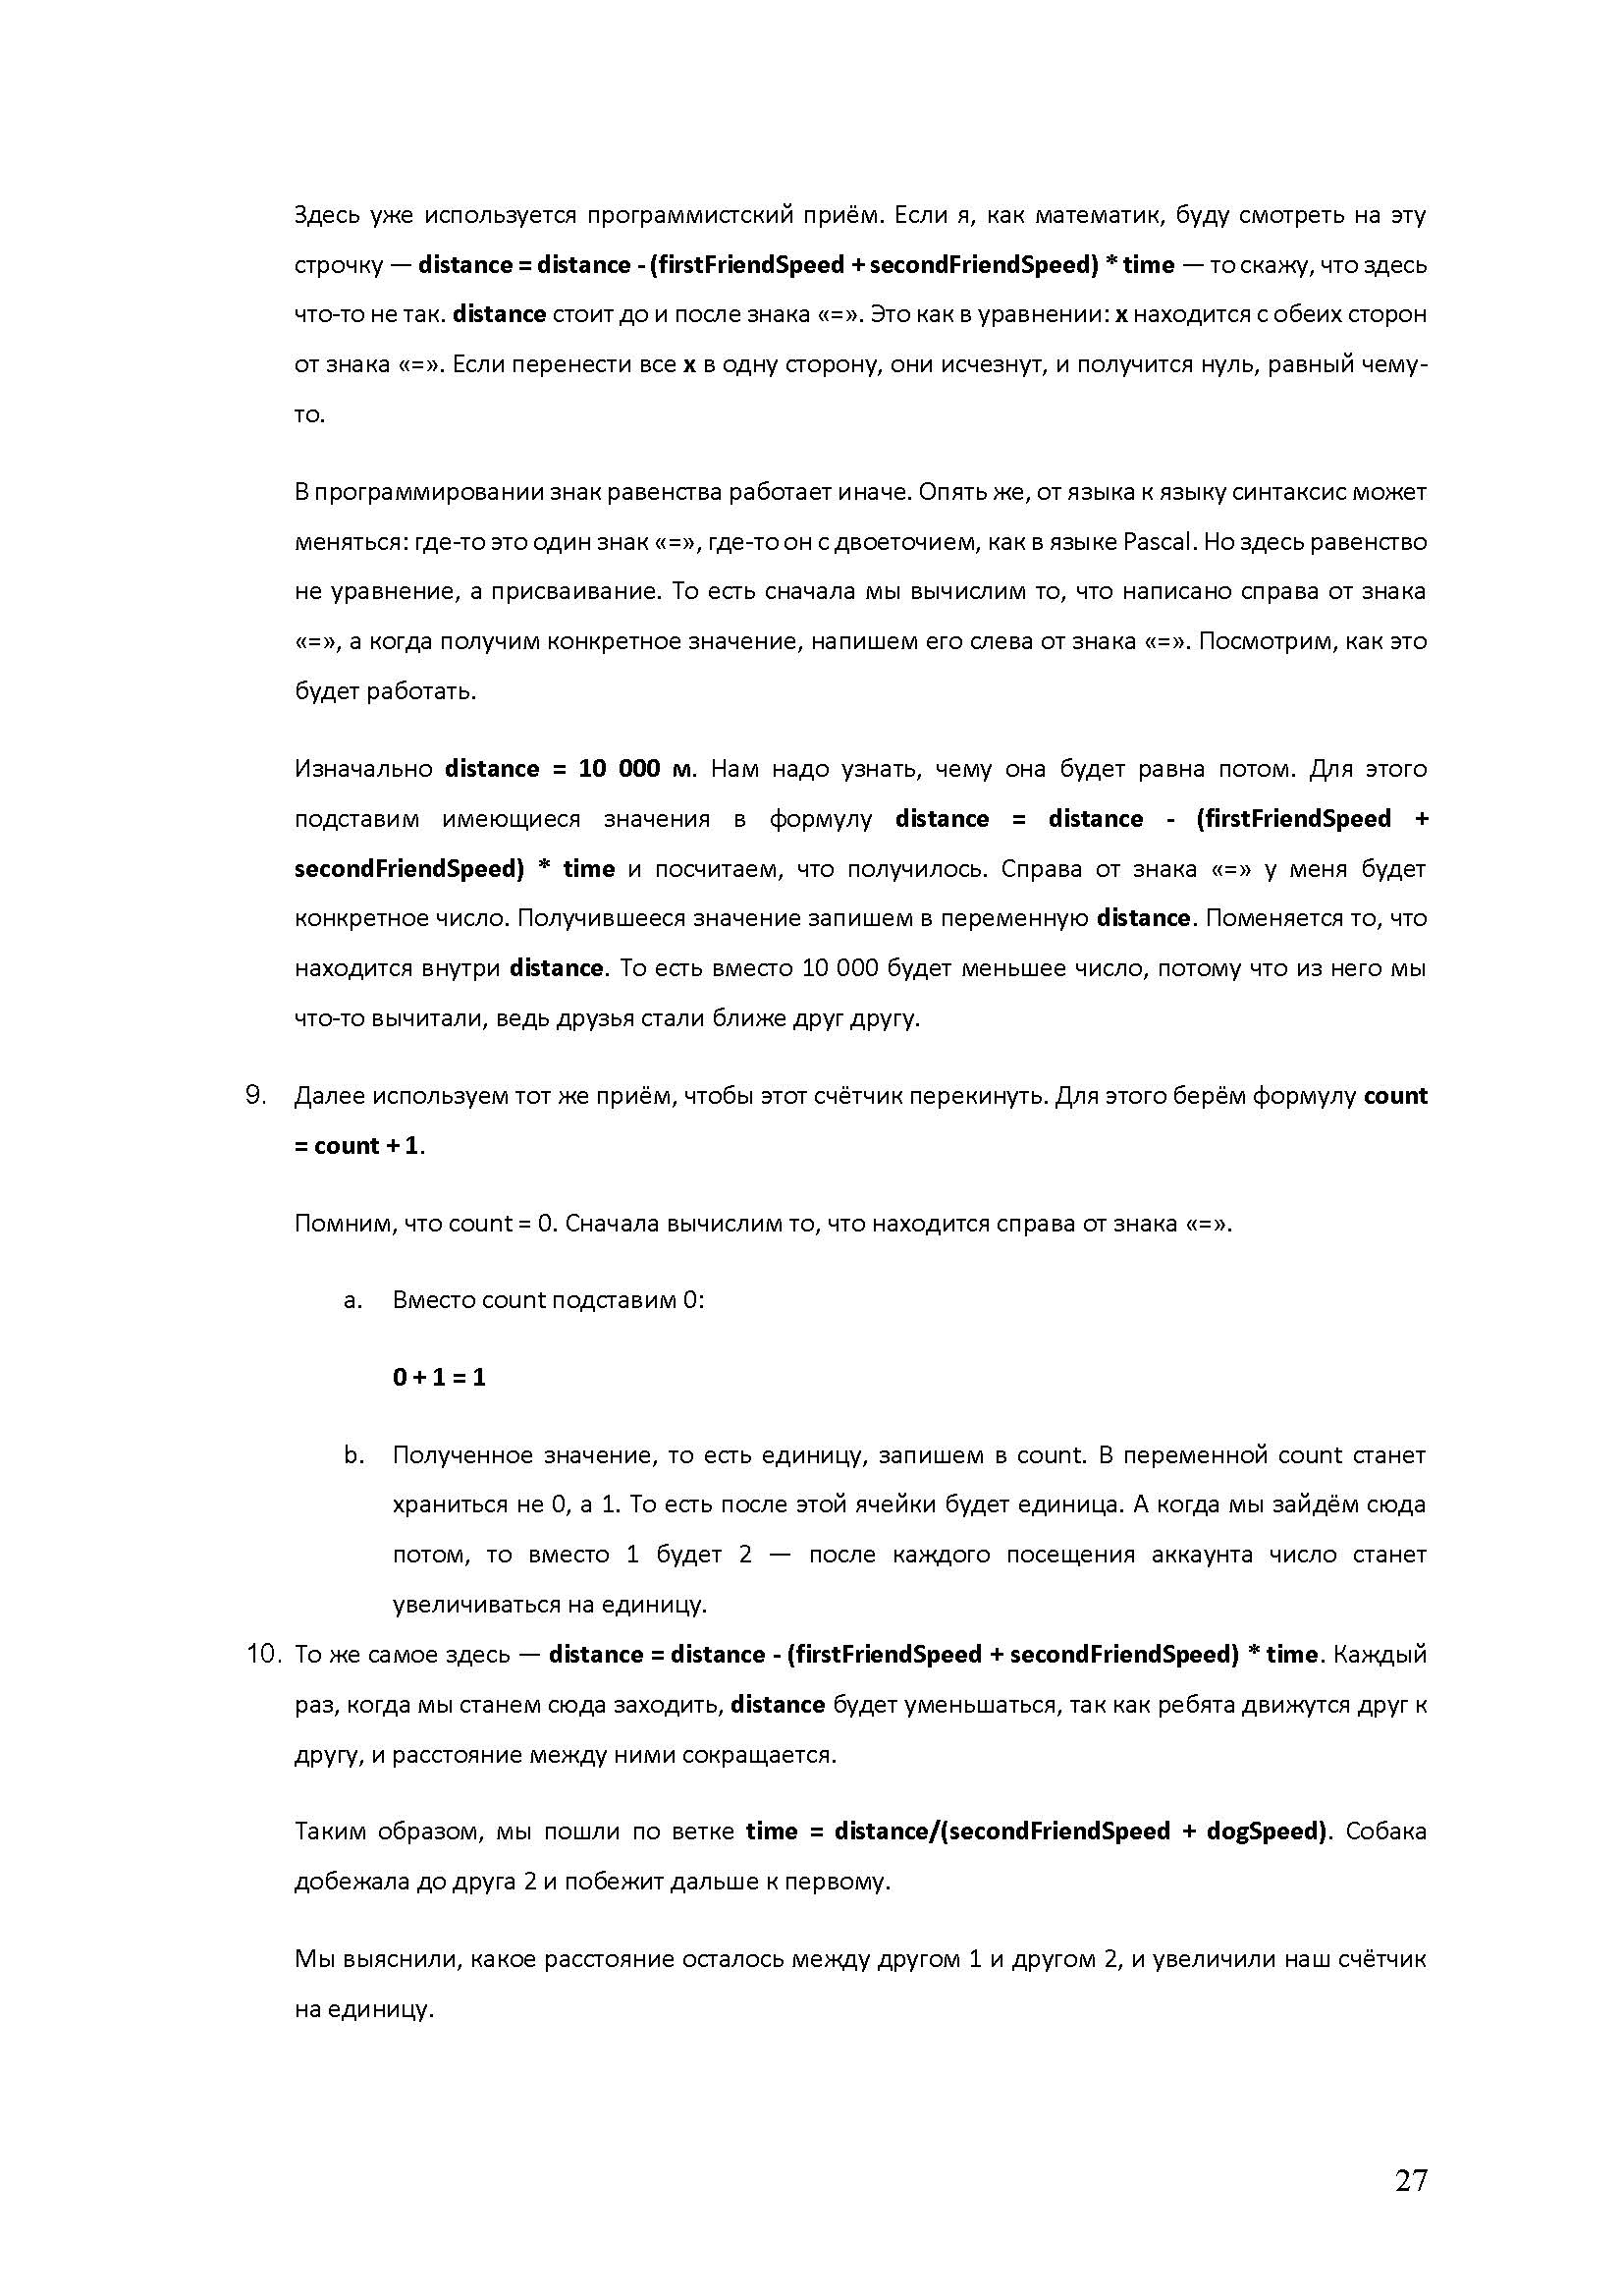 Здесь уже используется программистский приём. Если я, как математик, буду смотреть на эту
строчку — distance = distance - (firstFriendSpeed + secondFriendSpeed) * time — то скажу, что здесь
что-то не так. distance стоит до и после знака «=». Это как в уравнении: x находится с обеих сторон
от знака «=». Если перенести все x в одну сторону, они исчезнут, и получится нуль, равный чему-
то.
В программировании знак равенства работает иначе. Опять же, от языка к языку синтаксис может
меняться: где-то это один знак «=», где-то он с двоеточием, как в языке Pascal. Но здесь равенство
не уравнение, а присваивание. То есть сначала мы вычислим то, что написано справа от знака
«=», а когда получим конкретное значение, напишем его слева от знака «=». Посмотрим, как это
будет работать.
Изначально distance = 10 000 м. Нам надо узнать, чему она будет равна потом. Для этого
подставим имеющиеся значения в формулу distance = distance - (firstFriendSpeed +
secondFriendSpeed) * time и посчитаем, что получилось. Справа от знака «=» у меня будет
конкретное число. Получившееся значение запишем в переменную distance. Поменяется то, что
находится внутри distance. То есть вместо 10 000 будет меньшее число, потому что из него мы
что-то вычитали, ведь друзья стали ближе друг другу.
9. Далее используем тот же приём, чтобы этот счётчик перекинуть. Для этого берём формулу count
= count + 1.
Помним, что count = 0. Сначала вычислим то, что находится справа от знака «=».
a. Вместо count подставим 0:
0 + 1 = 1
b. Полученное значение, то есть единицу, запишем в count. В переменной count станет
храниться не 0, а 1. То есть после этой ячейки будет единица. А когда мы зайдём сюда
потом, то вместо 1 будет 2 — после каждого посещения аккаунта число станет
увеличиваться на единицу.
10. То же самое здесь — distance = distance - (firstFriendSpeed + secondFriendSpeed) * time. Каждый
раз, когда мы станем сюда заходить, distance будет уменьшаться, так как ребята движутся друг к
другу, и расстояние между ними сокращается.
Таким образом, мы пошли по ветке time = distance/(secondFriendSpeed + dogSpeed). Собака
добежала до друга 2 и побежит дальше к первому.
Мы выяснили, какое расстояние осталось между другом 1 и другом 2, и увеличили наш счётчик
на единицу.
27